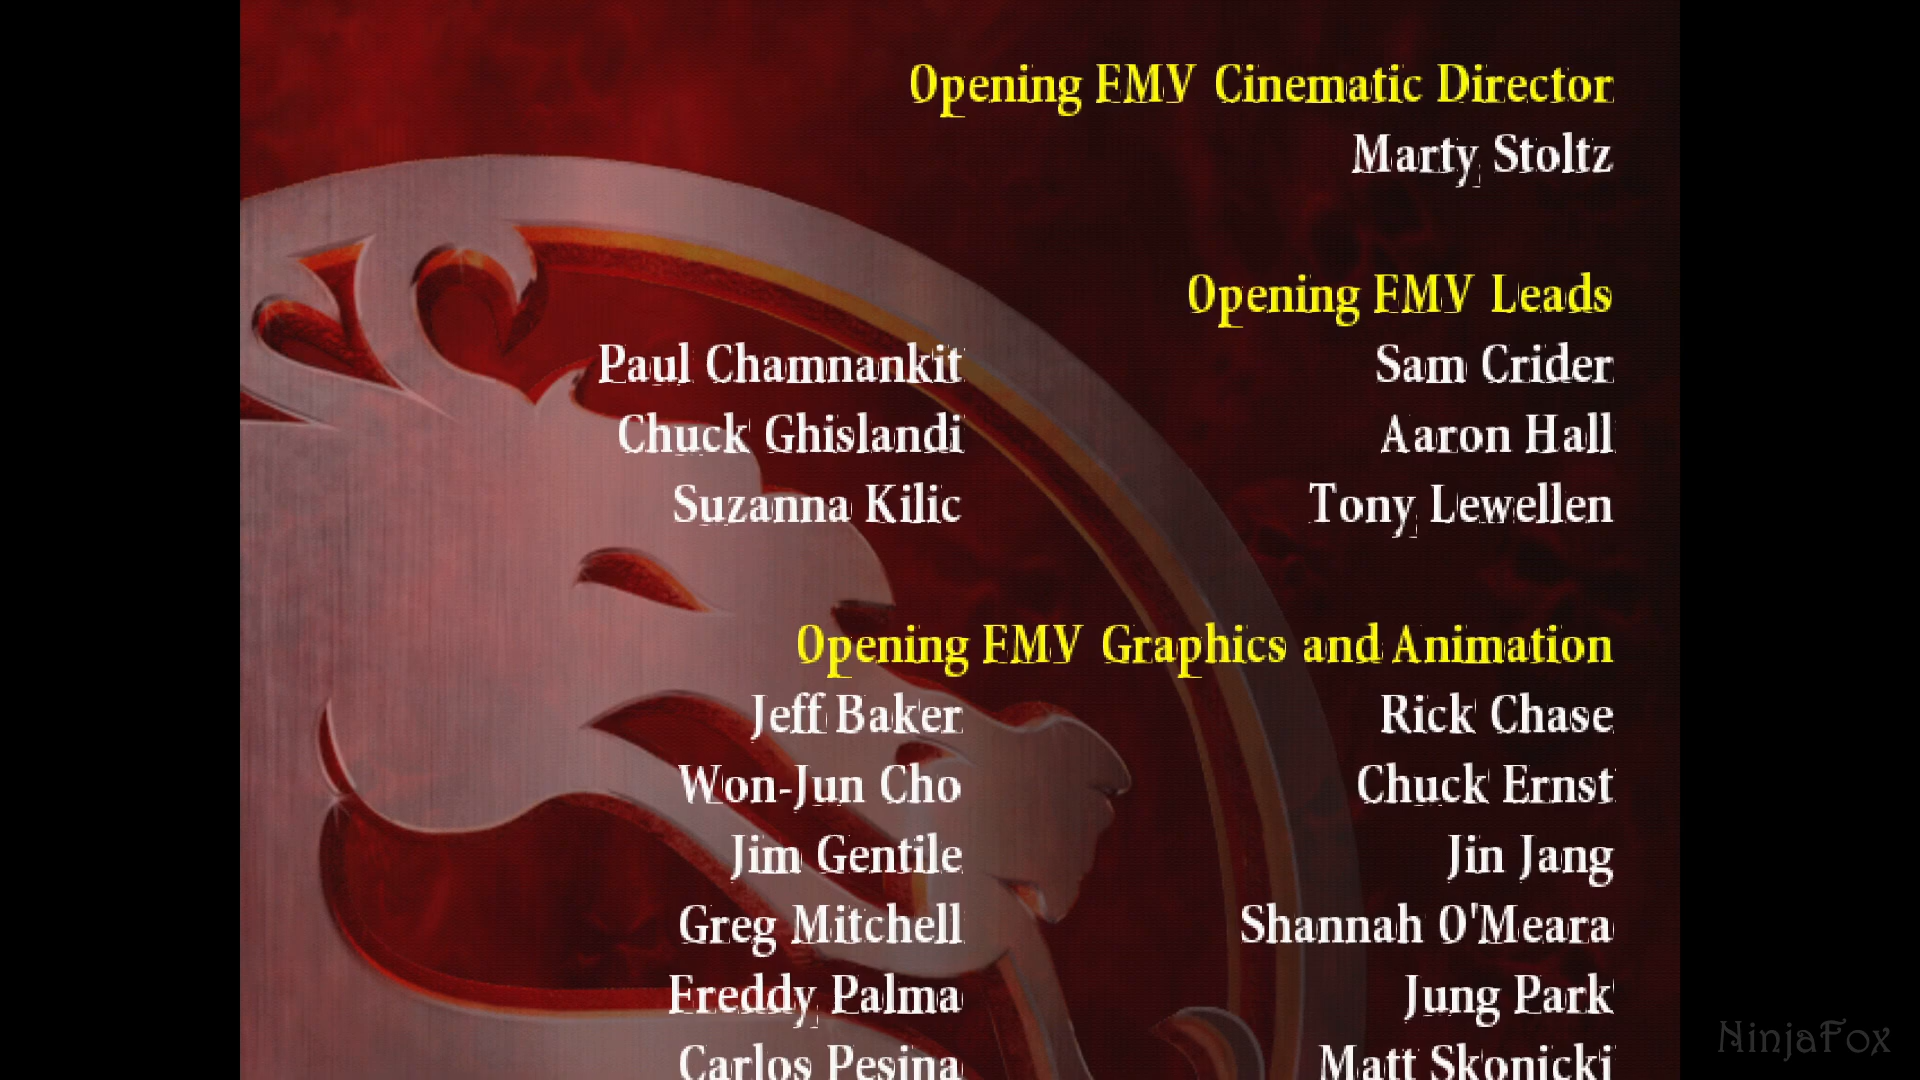 Opening FMV Cinematic Director
Marty Stoltz
Opening FMV Leads
Paul Chamnankit Sam Crider
Chuck Ghislandi Aaron Hall
Suzanna Kilic Tony Lewellen
Opening FMV Graphics and Animation
Jeff Baker Rick Chase
Won-Jun Cho Chuck Ernst
Jim Gentile Jin Jang
Greg Mitchell Shannah O'Meara
Freddy Palma Jung Park
Carlos Pesina Matt Skonicki
NinjaFox